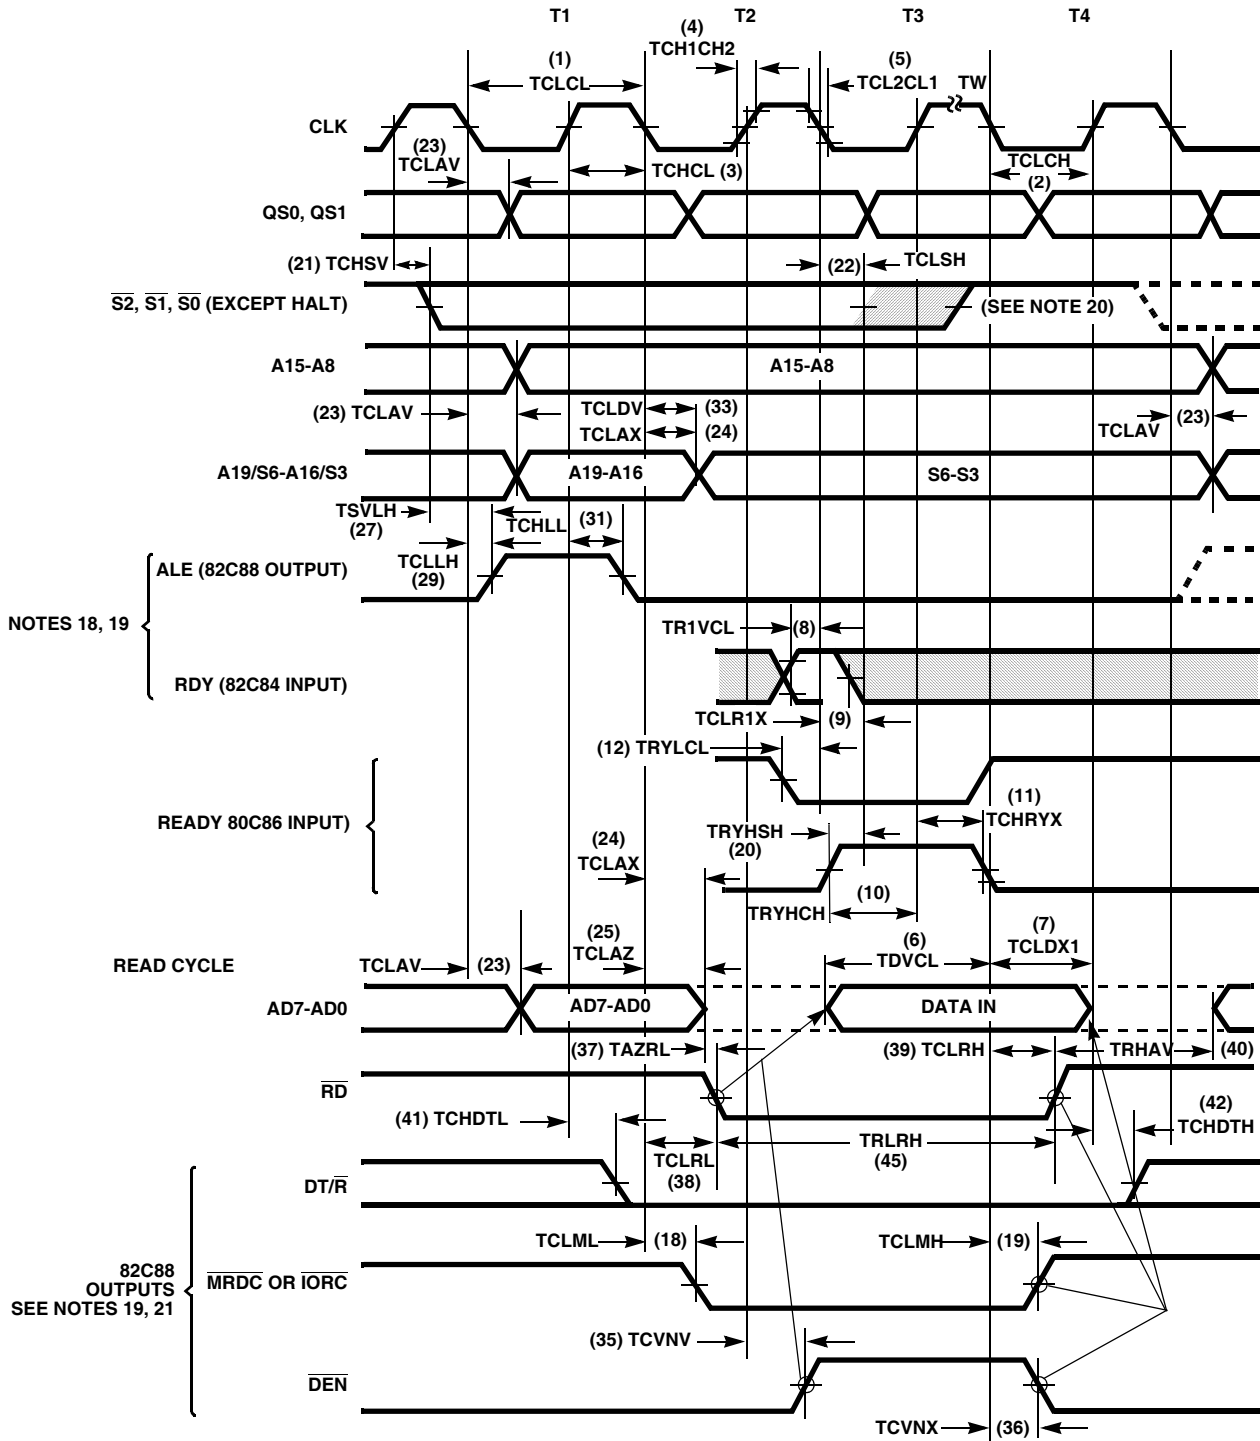 T1 T2 T3 T4
(4)
TCH1CH2
(1)
TCLCL
(5)
TCL2CL1 TW
CLK
(23)
TCLAV
TCHCL (3)
TCLCH
(2)
QS0, QS1
(21) TCHSV
(22)
TCLSH
S2, S1, S0 (EXCEPT HALT)
(SEE NOTE 20)
A15-A8
A15-A8
(23) TCLAV
TCLDV (33)
TCLAX (24)
TCLAV (23)
A19/S6-A16/S3
A19-A16
S6-S3
TSVLH
(27)
TCHLL (31)
TCLLH
(29)
ALE (82C88 OUTPUT)
NOTES 18, 19
TR1VCL (8)
RDY (82C84 INPUT)
TCLR1X (9)
(12) TRYLCL
READY 80C86 INPUT)
(11)
TCHRYX
TRYHSH
(20)
(24)
TCLAX
(10)
TRYHCH
READ CYCLE
TCLAV (23)
(25)
TCLAZ
(6)
TDVCL
(7)
TCLDX1
AD7-AD0
AD7-AD0
DATA IN
(37) TAZRL
(39) TCLRH
TRHAV (40)
RD
(41) TCHDTL
(42)
TCHDTH
TCLRL
(38)
TRLRH
(45)
DT/R
TCLML (18)
TCLMH (19)
82C88
OUTPUTS
SEE NOTES 19, 21
MRDC OR IORC
(35) TCVNV
DEN
TCVNX (36)